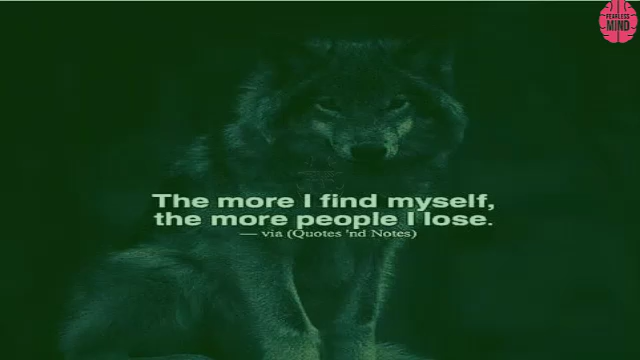 FEARLESS
MIND
The more I find myself,
the more people I lose.
— via (Quotes 'nd Notes)